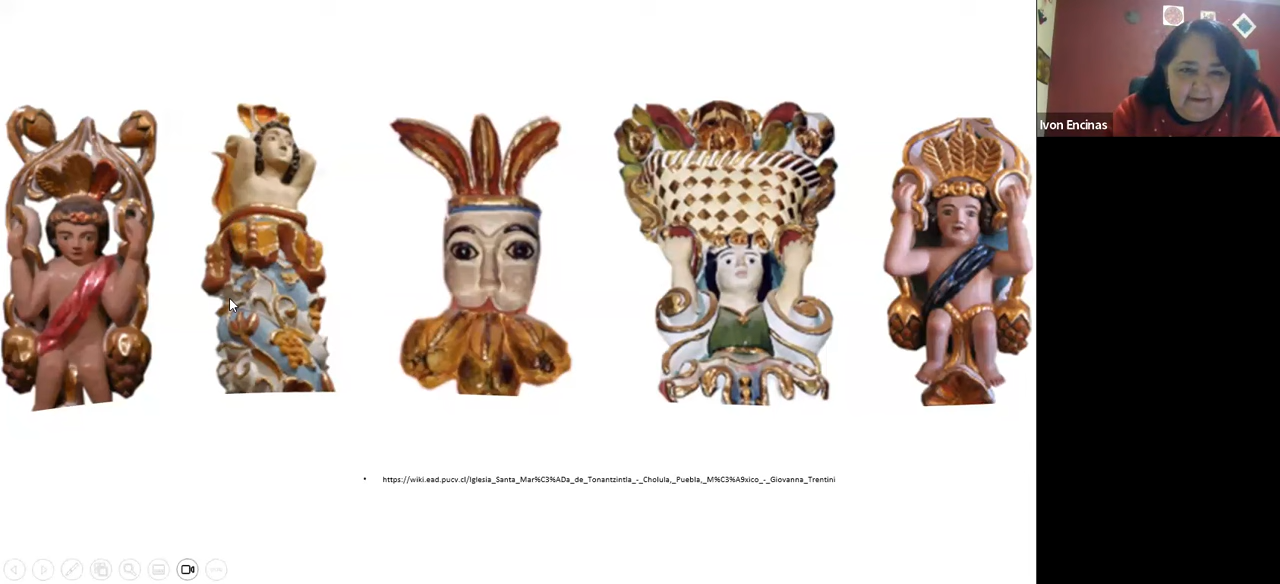 Ivon Encinas
• https://wiki.ead.pucv.cl/Iglesia_Santa_Mar%C3%ADa_de_Tonantzintla_-_Cholula,_Puebla,_M%C3%A9xico_-_Giovanna_Trentini